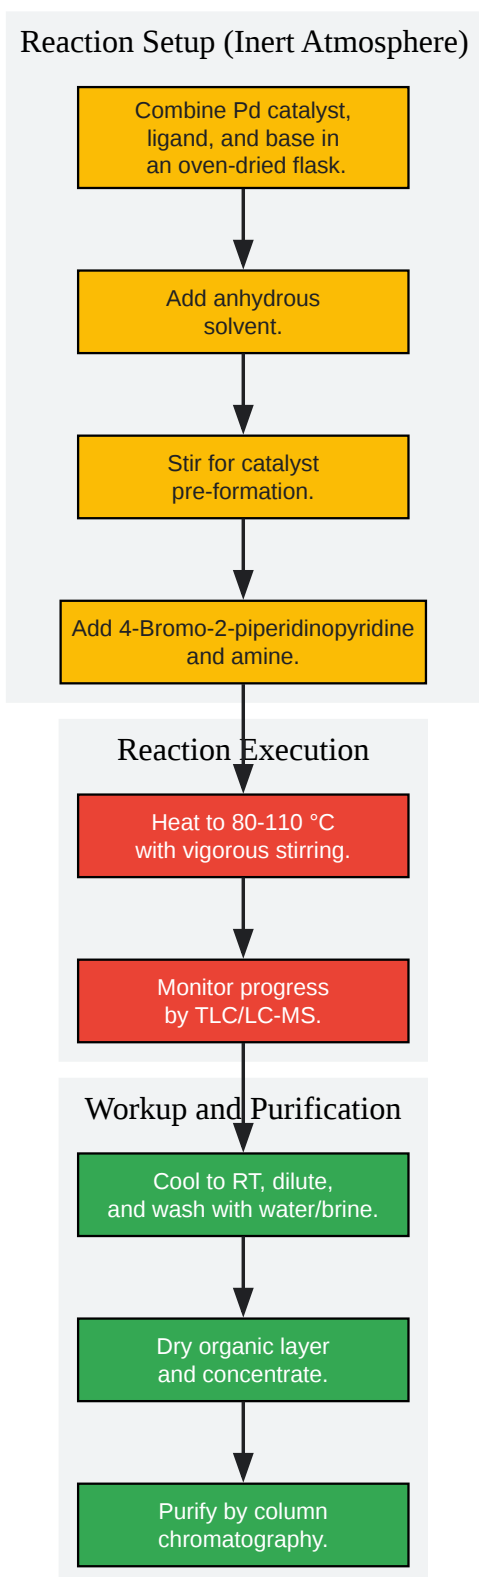 Reaction Setup (Inert Atmosphere)
Combine Pd catalyst,
ligand, and base in
an oven-dried flask.
Add anhydrous
solvent.
Stir for catalyst
pre-formation.
Add 4-Bromo-2-piperidinopyridine
and amine.
Reaction Execution
Heat to 80-110 °C
with vigorous stirring.
Monitor progress
by TLC/LC-MS.
Workup and Purification
Cool to RT, dilute,
and wash with water/brine.
Dry organic layer
and concentrate.
Purify by column
chromatography.